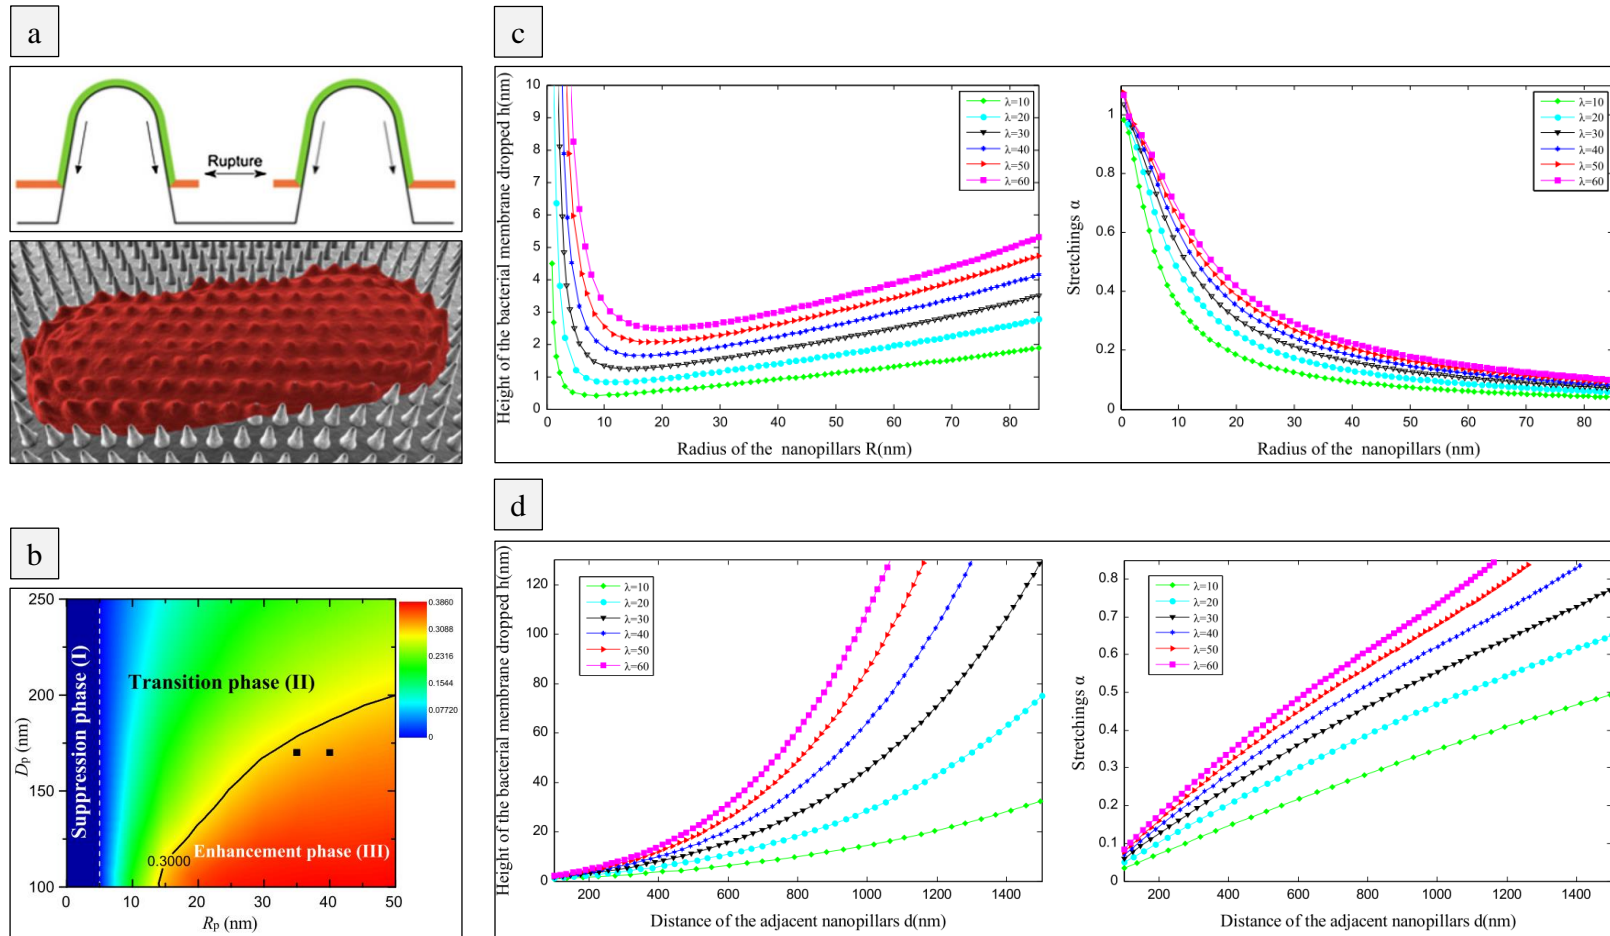 a
Rupture
b
250
200
150
100
0
10
20
30
40
50
Dp (nm)
Rp (nm)
Suppression phase (I)
Transition phase (II)
Enhancement phase (III)
0.3000
0.3860
0.3088
0.2316
0.1544
0.07720
0
c
Height of the bacterial membrane dropped h(nm)
10
9
8
7
6
5
4
3
2
1
0
0 10 20 30 40 50 60 70 80
Radius of the nanopillars R(nm)
λ=10
λ=20
λ=30
λ=40
λ=50
λ=60
Stretchings α
1
0.8
0.6
0.4
0.2
0
0 10 20 30 40 50 60 70 80
Radius of the nanopillars (nm)
λ=10
λ=20
λ=30
λ=40
λ=50
λ=60
d
Height of the bacterial membrane dropped h(nm)
120
100
80
60
40
20
0
200 400 600 800 1000 1200 1400
Distance of the adjacent nanopillars d(nm)
λ=10
λ=20
λ=30
λ=40
λ=50
λ=60
Stretchings α
0.8
0.7
0.6
0.5
0.4
0.3
0.2
0.1
0
200 400 600 800 1000 1200 1400
Distance of the adjacent nanopillars d(nm)
λ=10
λ=20
λ=30
λ=40
λ=50
λ=60